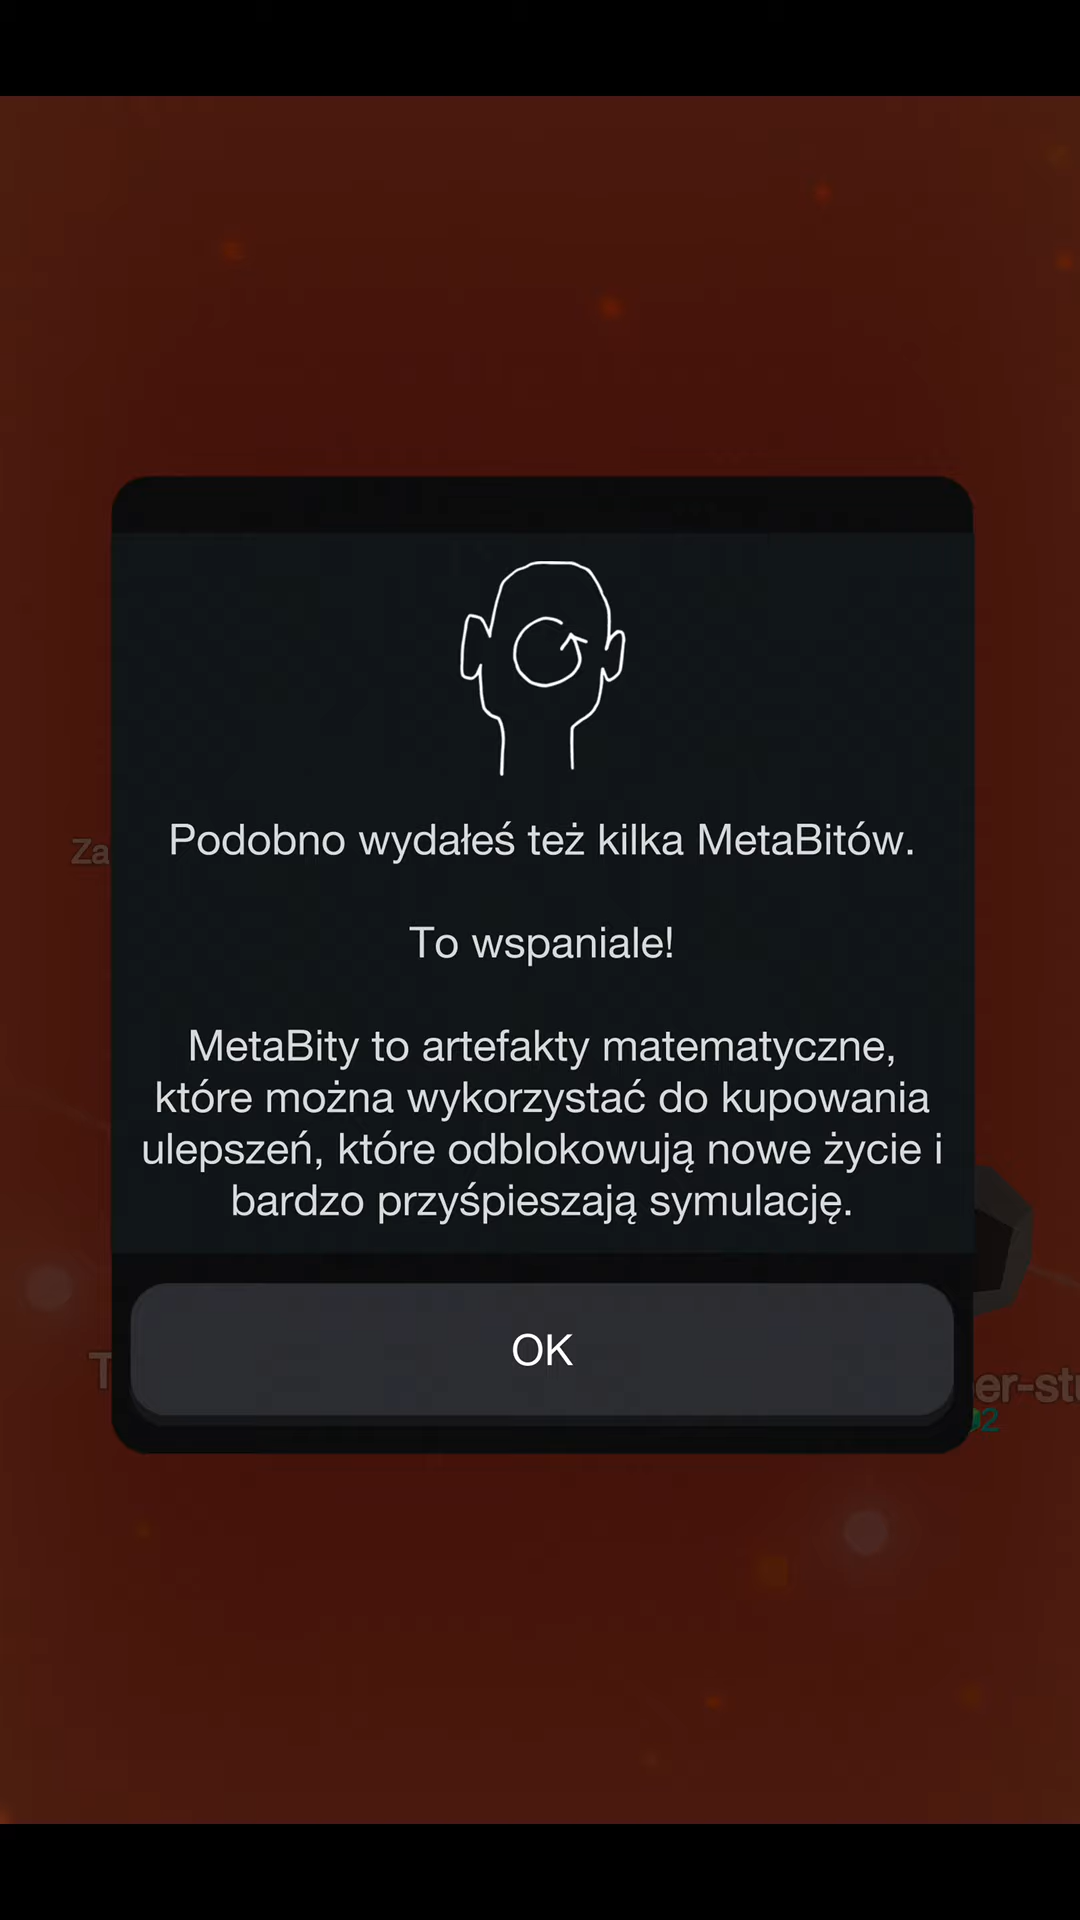 Podobno wydałeś też kilka MetaBitów.
To wspaniale!
MetaBity to artefakty matematyczne,
które można wykorzystać do kupowania
ulepszeń, które odblokowują nowe życie i
bardzo przyśpieszają symulację.
OK
2